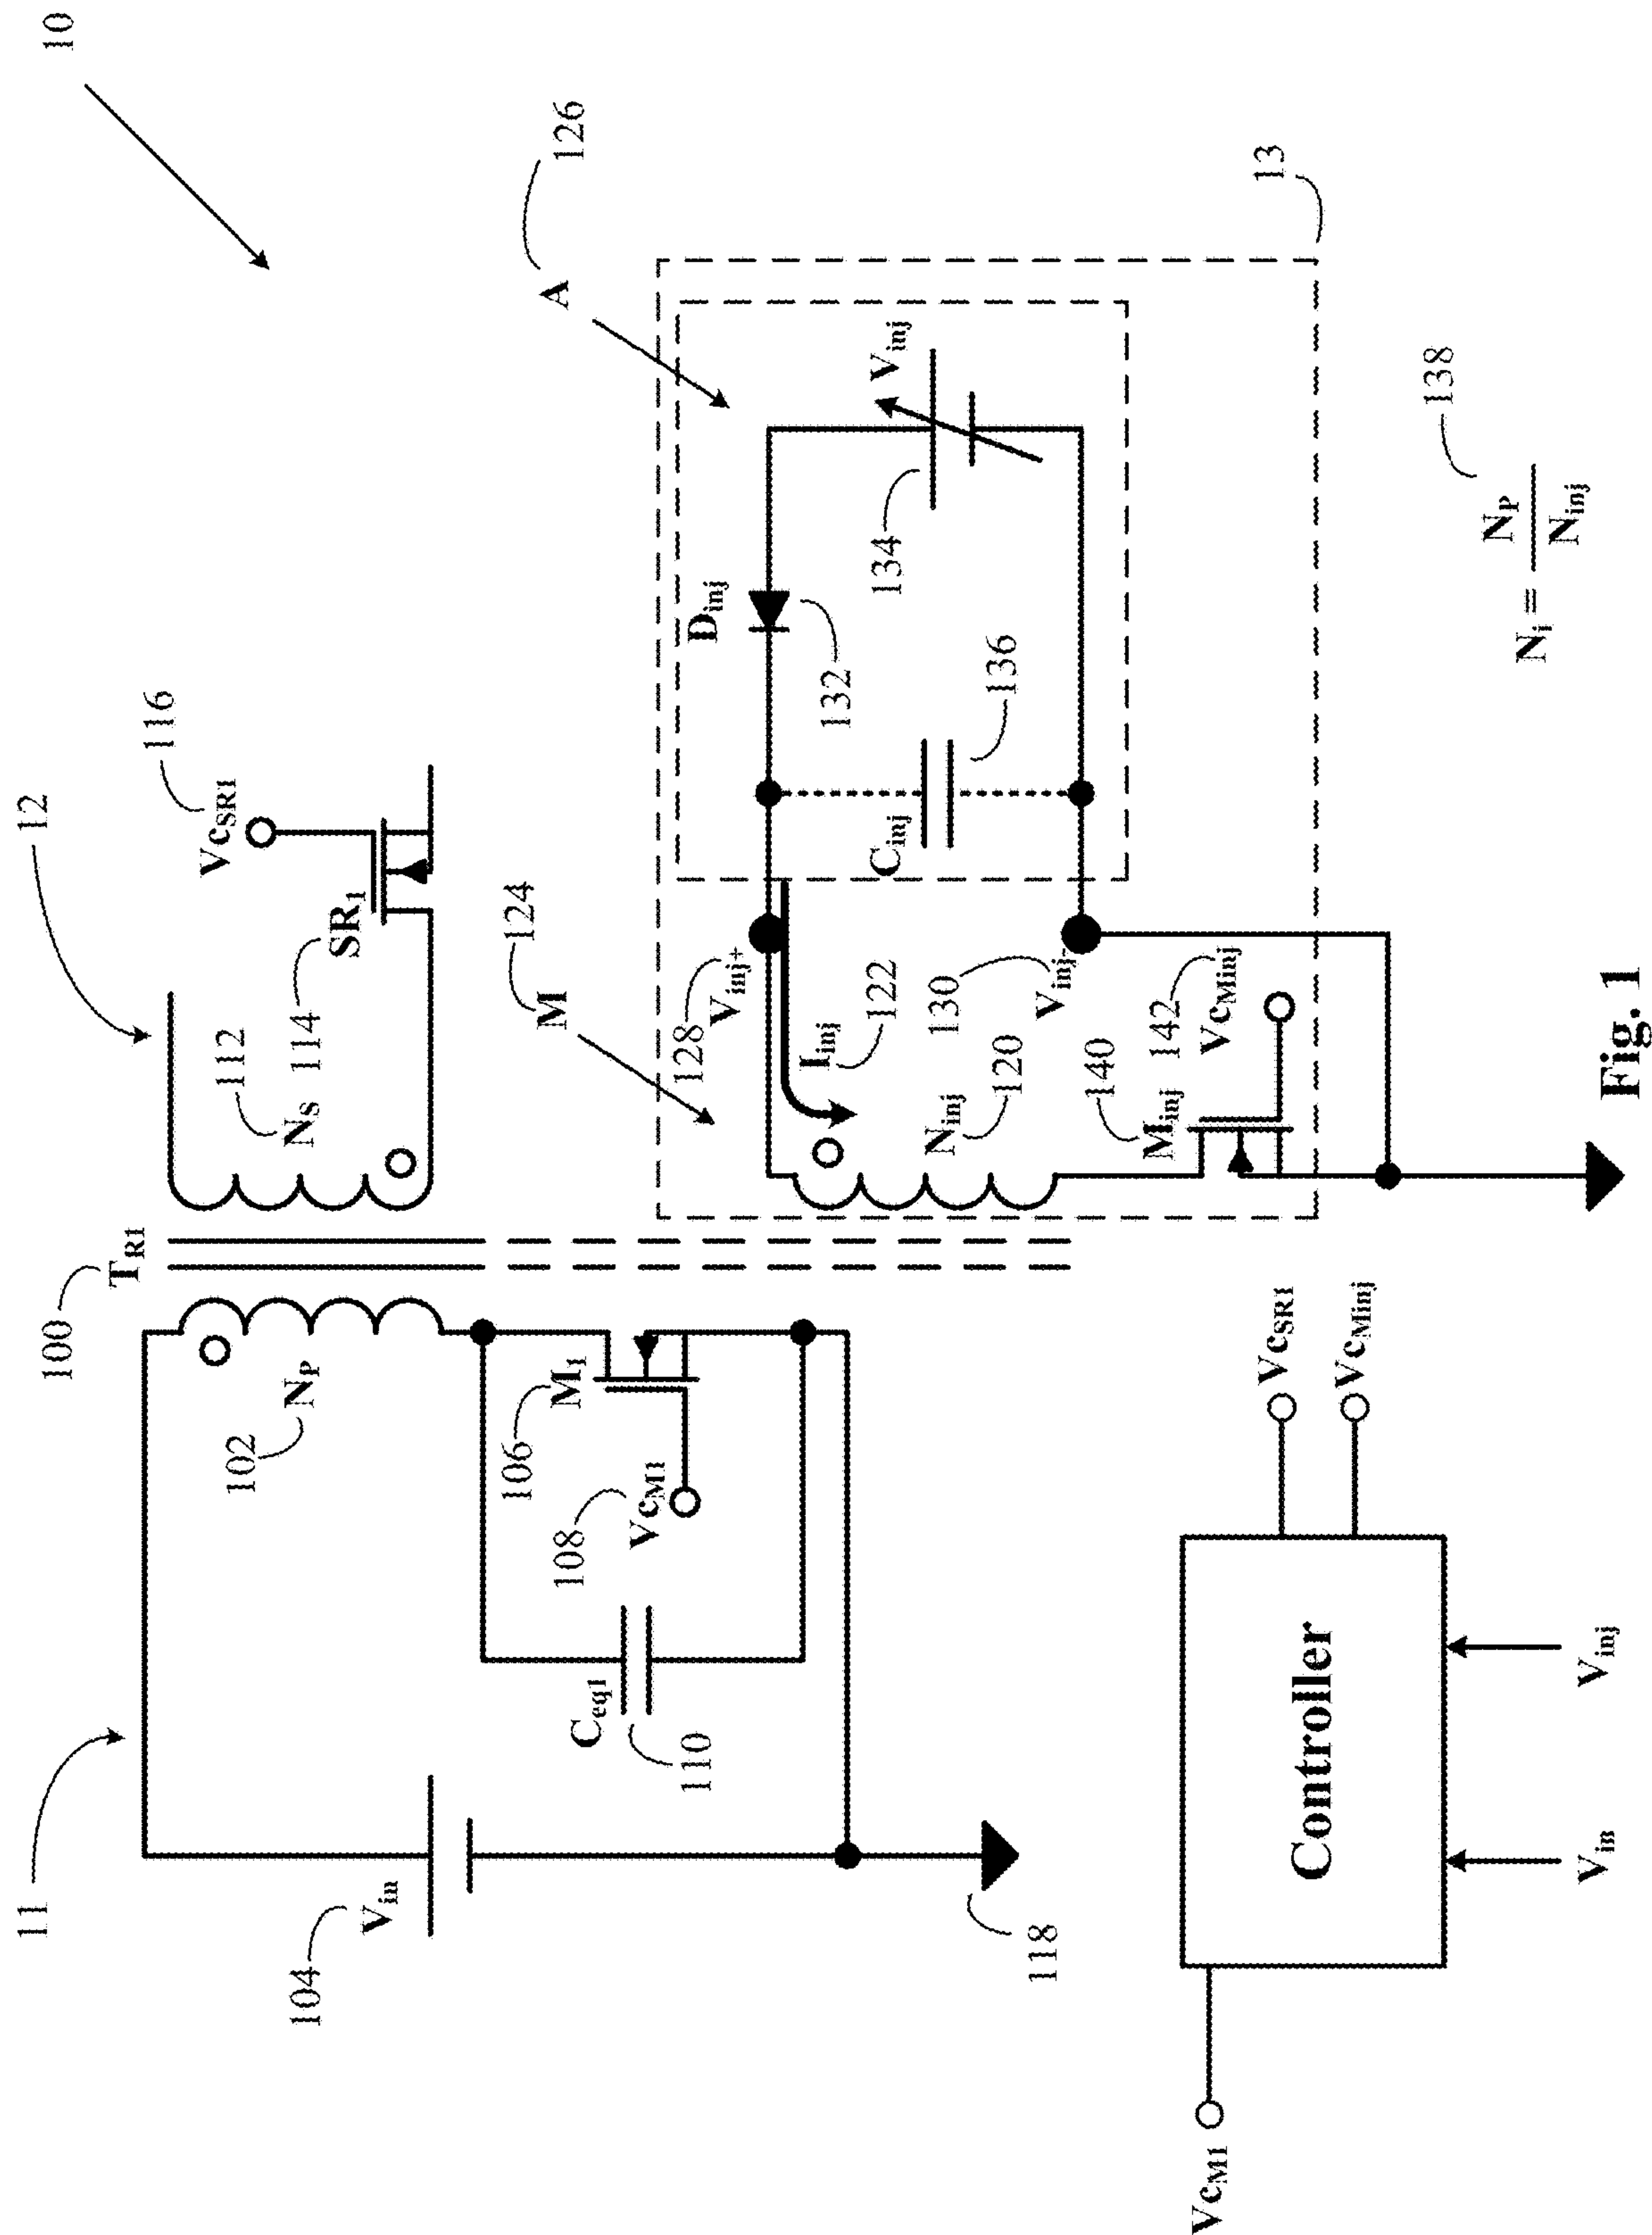 10
11
12
100
T_R1
102
N_P
N_S
112
104
V_in
SR_1
114
Vc_SR1
116
C_eq1
110
M_1
106
Vc_M1
108
118
M
124
A
126
13
V_inj+
128
I_inj
122
D_inj
132
N_inj
120
C_inj
136
134
V_inj
V_inj-
130
M_inj
140
Vc_Minj
142
N_i = N_P / N_inj
138
Vc_M1
Controller
Vc_SR1
Vc_Minj
V_in
V_inj
Fig. 1